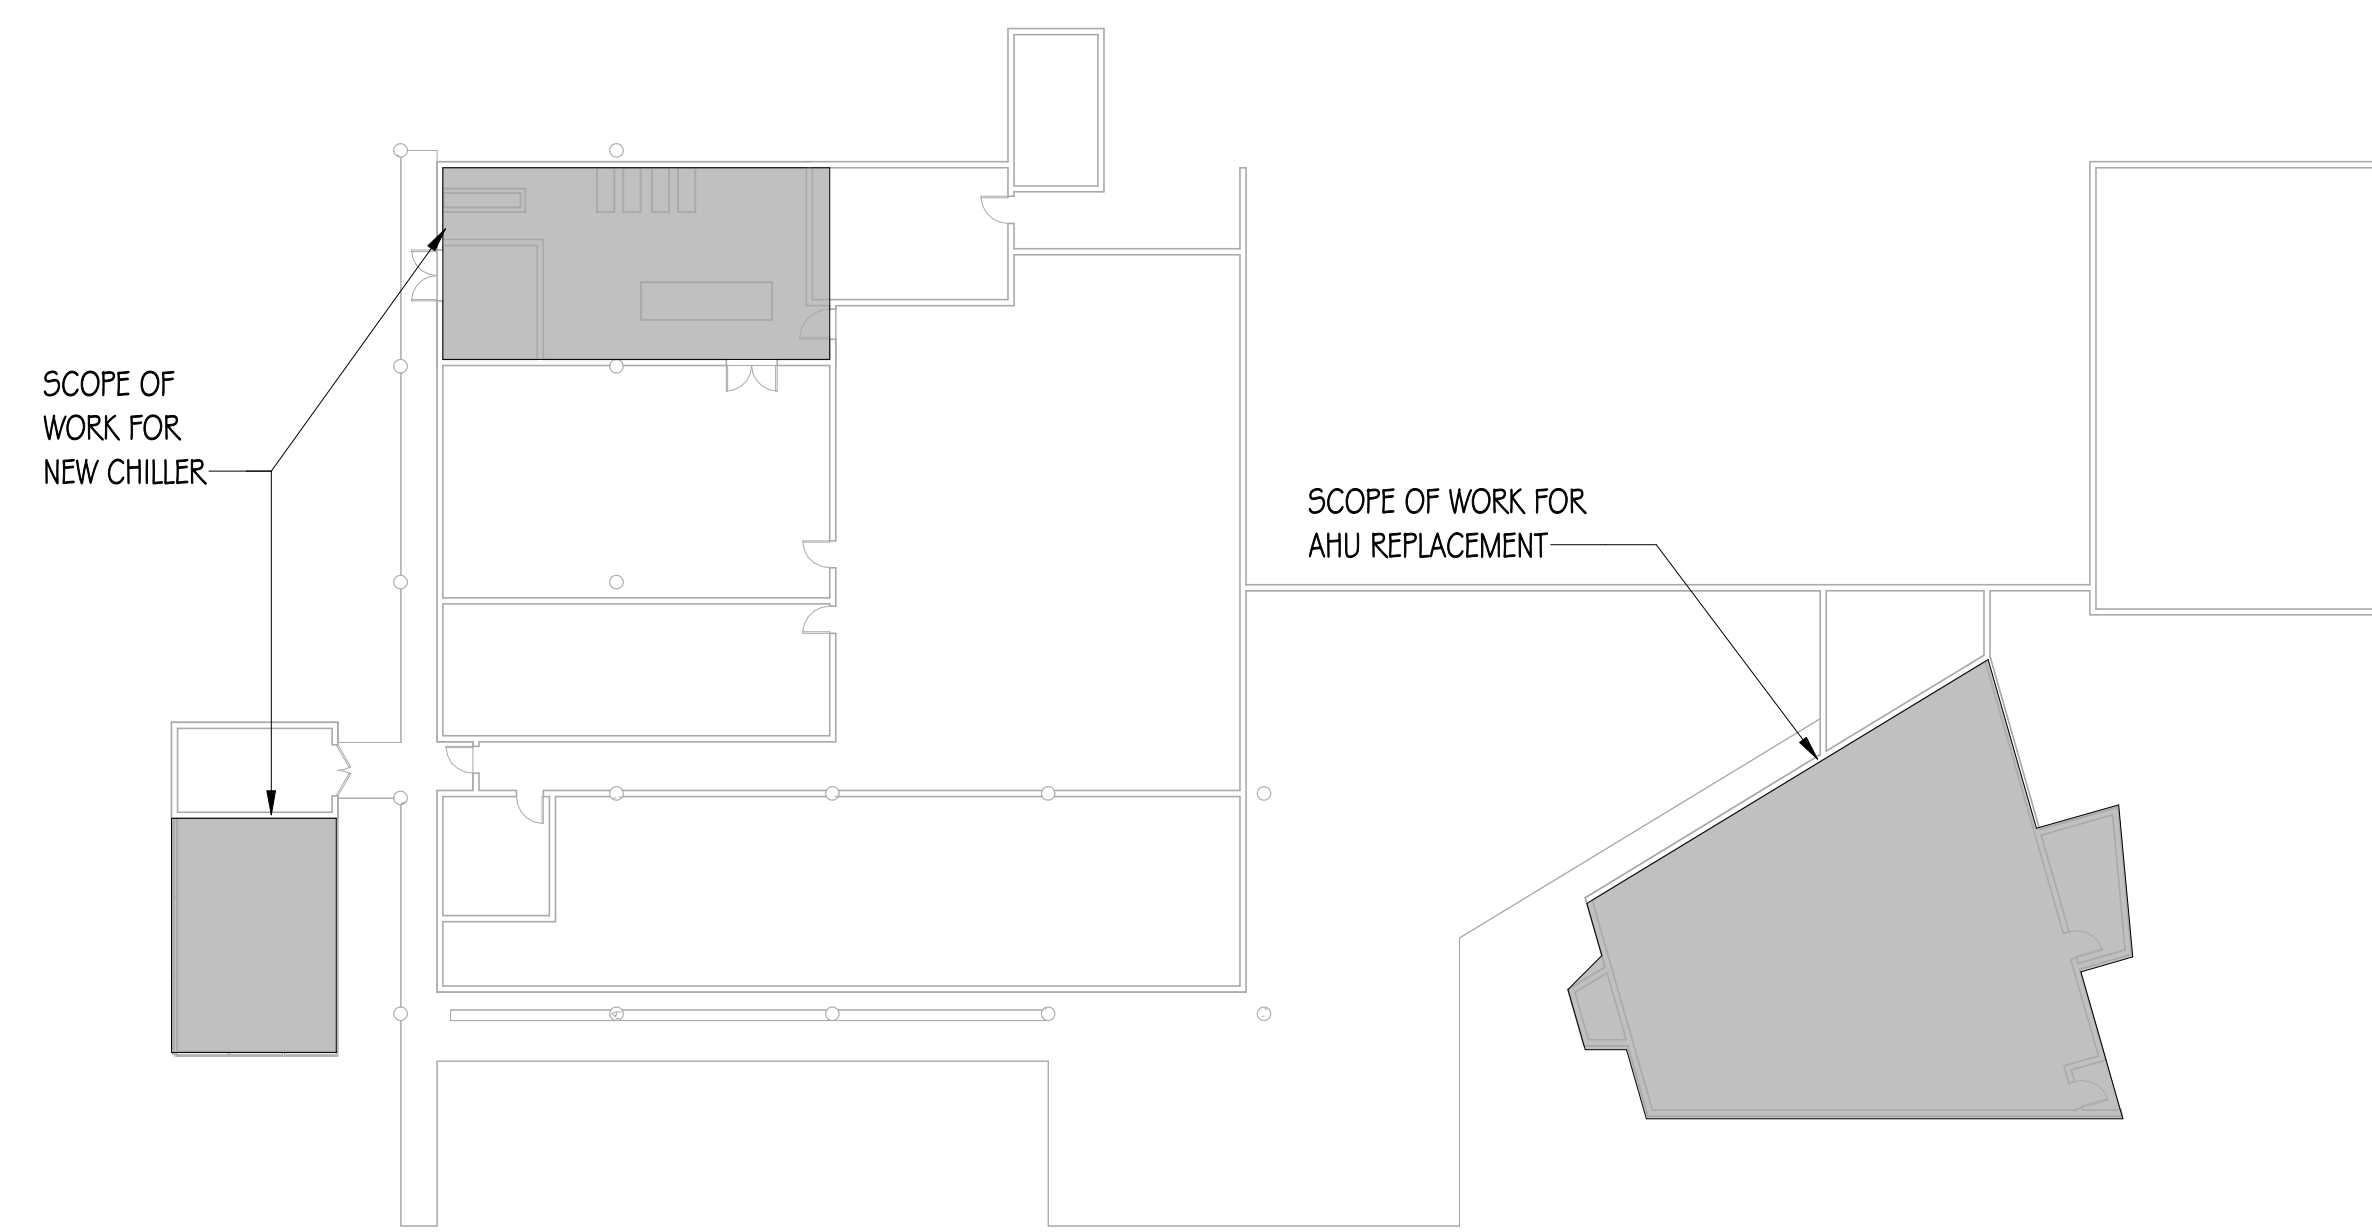 SCOPE OF
WORK FOR
NEW CHILLER
SCOPE OF WORK FOR
AHU REPLACEMENT